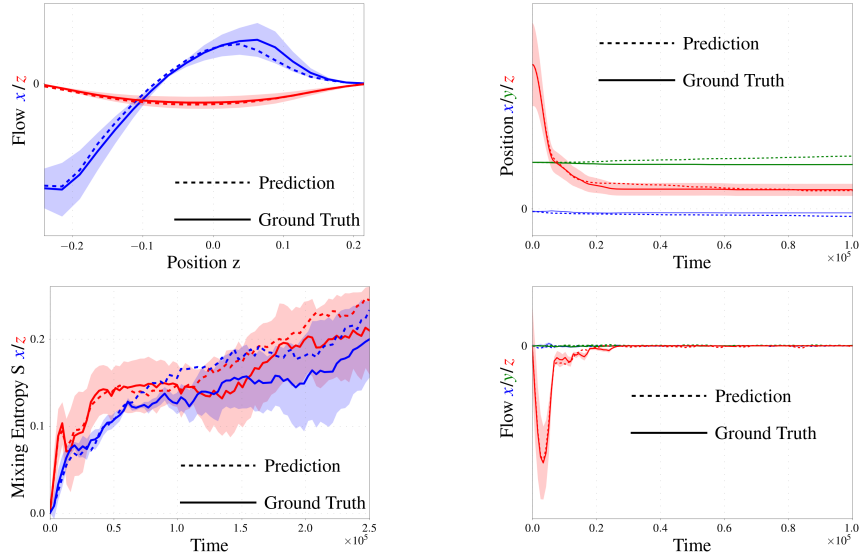 Flow x/z
0
Prediction
Ground Truth
−0.2 −0.1 0.0 0.1 0.2
Position z
Position x/y/z
0
Prediction
Ground Truth
0.0 0.2 0.4 0.6 0.8 1.0
×10⁵
Time
Mixing Entropy S x/z
0.2
0.1
0.0
Prediction
Ground Truth
0.0 0.5 1.0 1.5 2.0 2.5
×10⁵
Time
Flow x/y/z
0
Prediction
Ground Truth
0.0 0.2 0.4 0.6 0.8 1.0
×10⁵
Time